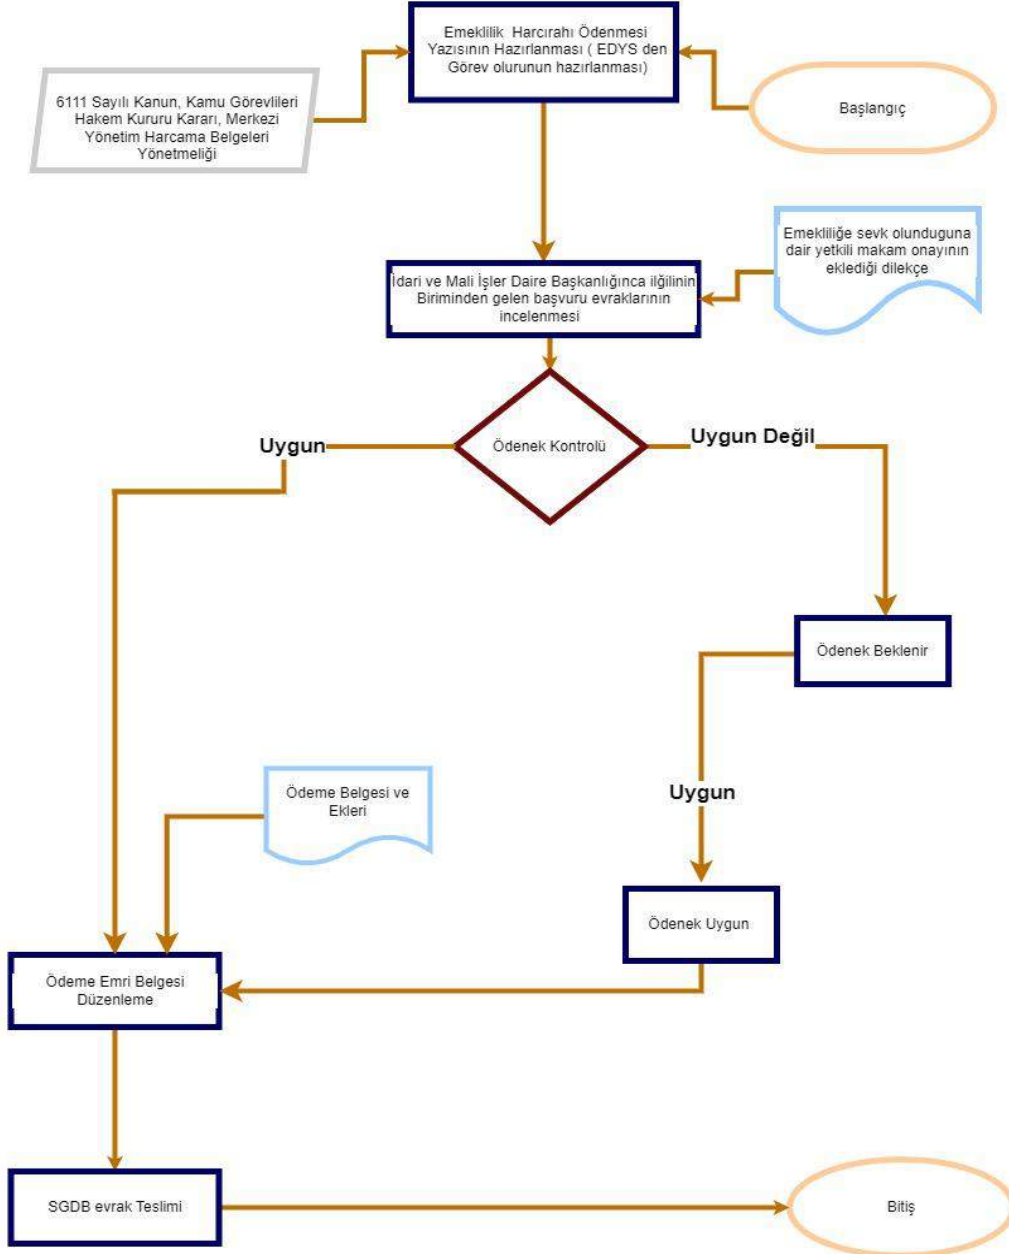 Emeklilik Harcırahı Ödenmesi
Yazısının Hazırlanması ( EDYS den
Görev olurunun hazırlanması)
6111 Sayılı Kanun, Kamu Görevlileri
Hakem Kururu Kararı, Merkezi
Yönetim Harcama Belgeleri
Yönetmeliği
Başlangıç
Emekliliğe sevk olunduguna
dair yetkili makam onayının
eklediği dilekçe
İdari ve Mali İşler Daire Başkanlığınca ilğilinin
Biriminden gelen başvuru evraklarının
incelenmesi
Ödenek Kontrolü
Uygun
Uygun Değil
Ödenek Beklenir
Uygun
Ödeme Belgesi ve
Ekleri
Ödenek Uygun
Ödeme Emri Belgesi
Düzenleme
SGDB evrak Teslimi
Bitiş